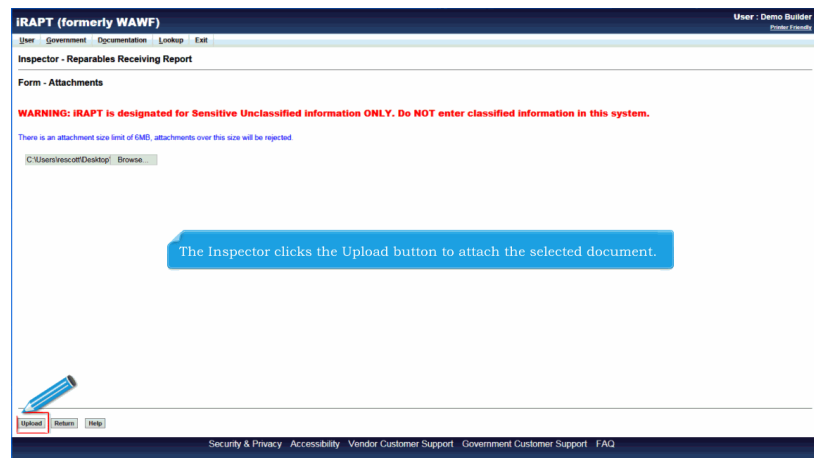 iRAPT (formerly WAWF)
User : Demo Builder
Printer Friendly
User Government Documentation Lookup Exit
Inspector - Reparables Receiving Report
Form - Attachments
WARNING: iRAPT is designated for Sensitive Unclassified information ONLY. Do NOT enter classified information in this system.
There is an attachment size limit of 6MB, attachments over this size will be rejected.
C:\Users\rescott\Desktop\ Browse...
The Inspector clicks the Upload button to attach the selected document.
Upload Return Help
Security & Privacy Accessibility Vendor Customer Support Government Customer Support FAQ